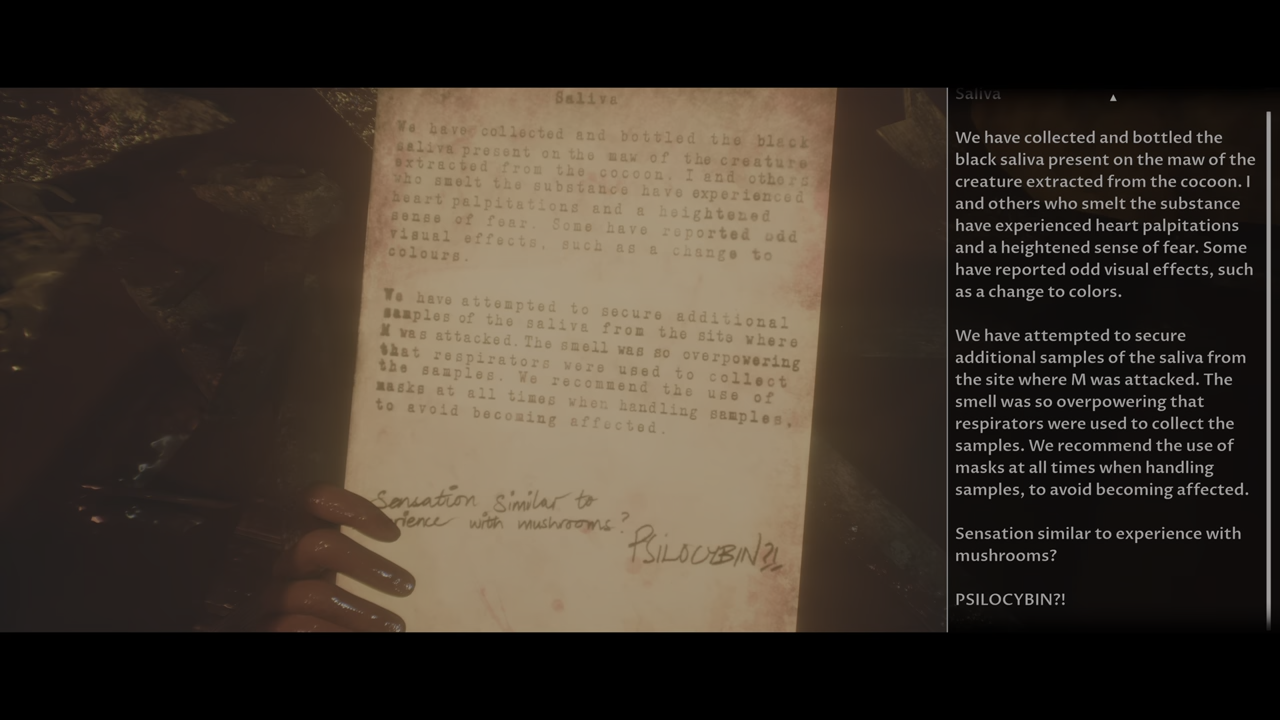 Saliva
We have collected and bottled the black
saliva present on the maw of the creature
extracted from the cocoon. I and others
who smelt the substance have experienced
heart palpitations and a heightened
sense of fear. Some have reported odd
visual effects, such as a change to
colours.
We have attempted to secure additional
samples of the saliva from the site where
M was attacked. The smell was so overpowering
that respirators were used to collect
the samples. We recommend the use of
masks at all times when handling samples,
to avoid becoming affected.
Sensation Similar to
rience with mushrooms?
PSILOCYBIN?!
Saliva
We have collected and bottled the
black saliva present on the maw of the
creature extracted from the cocoon. I
and others who smelt the substance
have experienced heart palpitations
and a heightened sense of fear. Some
have reported odd visual effects, such
as a change to colors.
We have attempted to secure
additional samples of the saliva from
the site where M was attacked. The
smell was so overpowering that
respirators were used to collect the
samples. We recommend the use of
masks at all times when handling
samples, to avoid becoming affected.
Sensation similar to experience with
mushrooms?
PSILOCYBIN?!